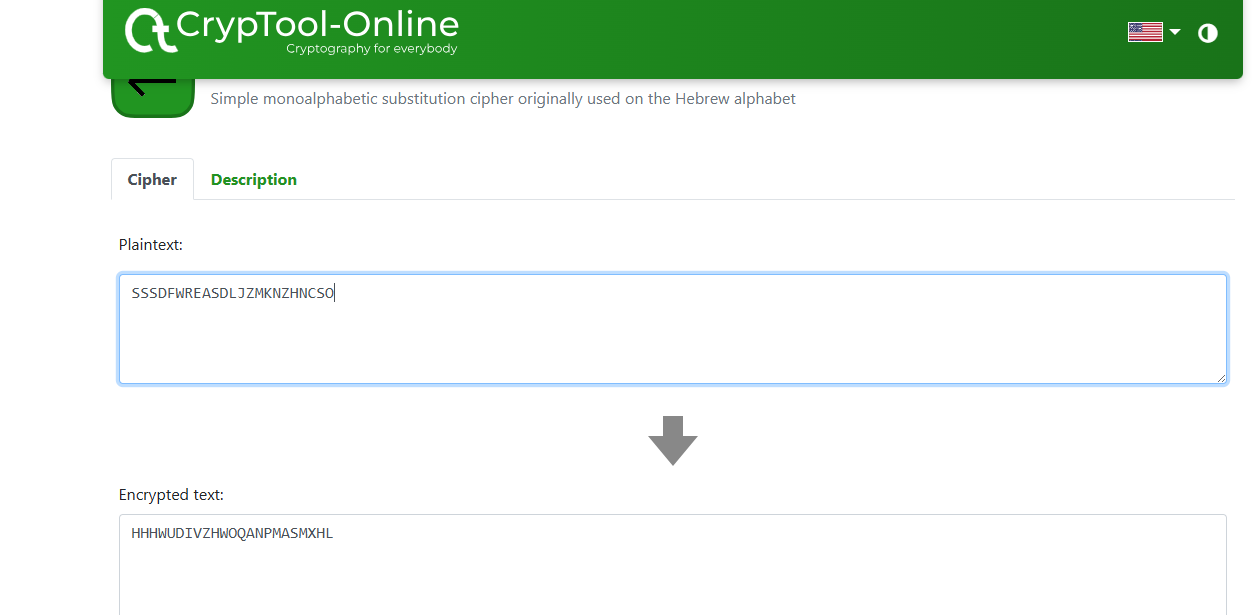 CrypTool-Online
Cryptography for everybody
Simple monoalphabetic substitution cipher originally used on the Hebrew alphabet
Cipher
Description
Plaintext:
SSSDFWREASDLJZMKNZHNCSO
Encrypted text:
HHHWUDIVZHWOQANPMASMXHL